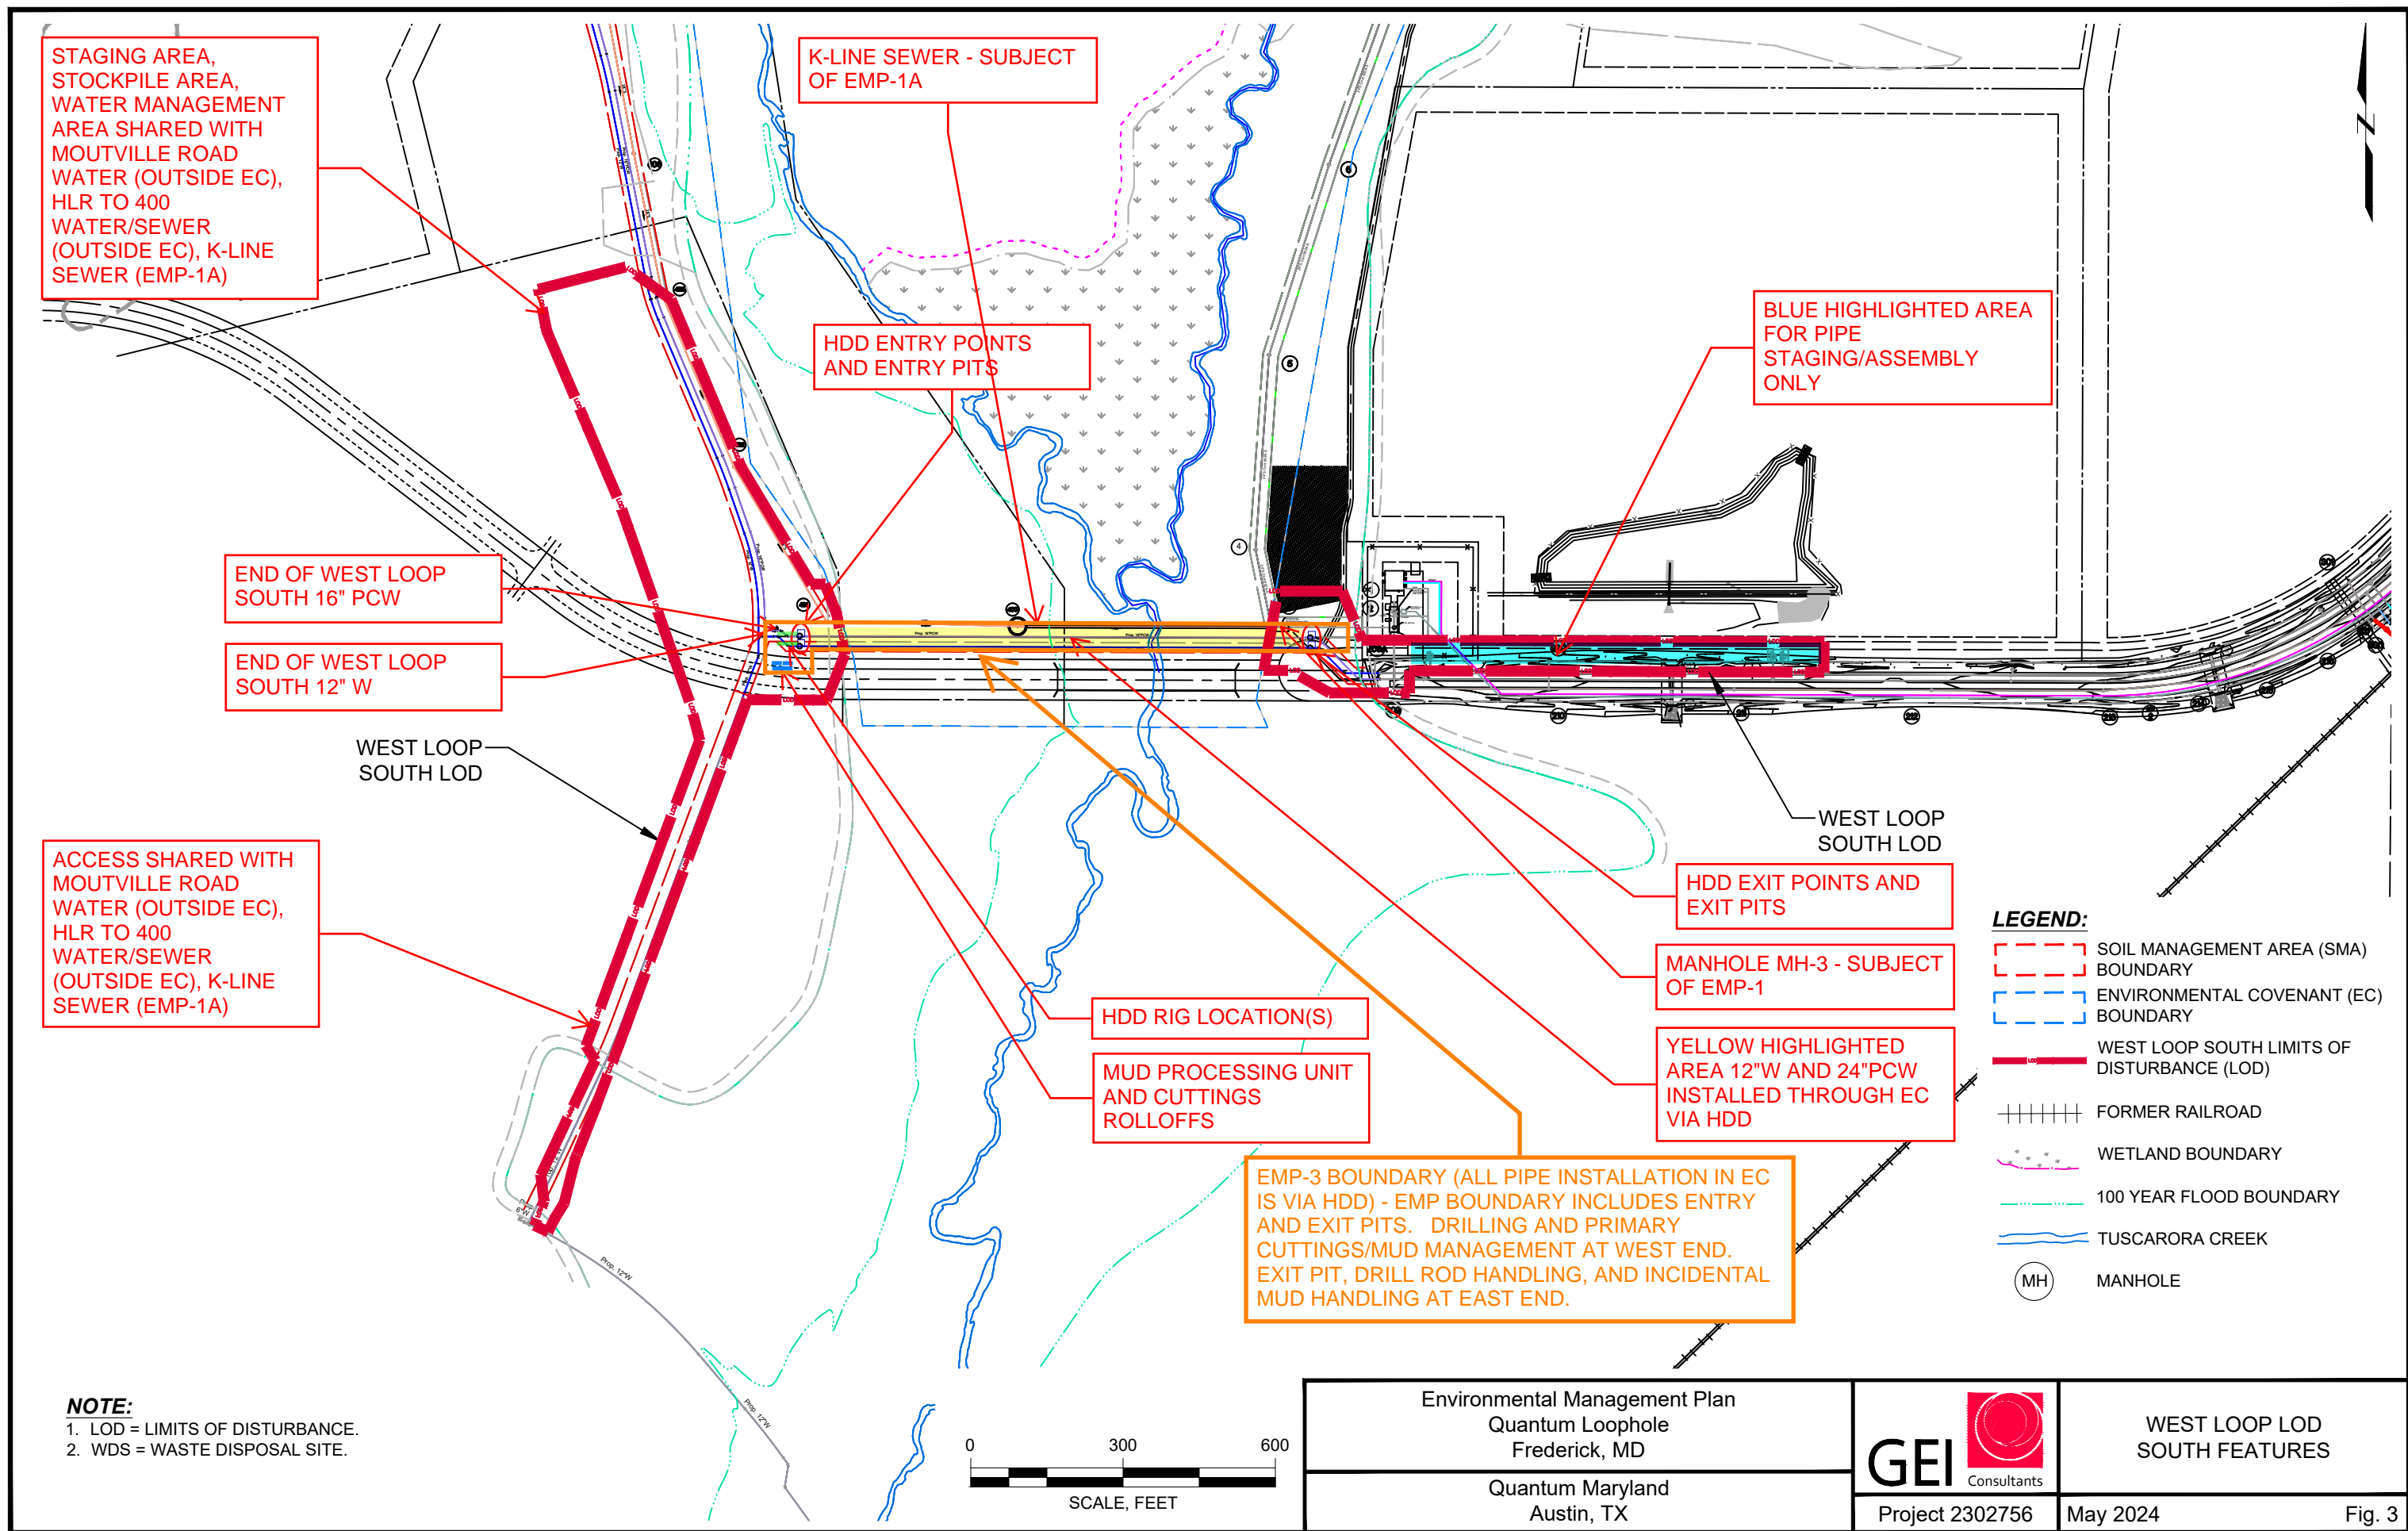 STAGING AREA,
STOCKPILE AREA,
WATER MANAGEMENT
AREA SHARED WITH
MOUTVILLE ROAD
WATER (OUTSIDE EC),
HLR TO 400
WATER/SEWER
(OUTSIDE EC), K-LINE
SEWER (EMP-1A)
K-LINE SEWER - SUBJECT
OF EMP-1A
HDD ENTRY POINTS
AND ENTRY PITS
BLUE HIGHLIGHTED AREA
FOR PIPE
STAGING/ASSEMBLY
ONLY
END OF WEST LOOP
SOUTH 16" PCW
END OF WEST LOOP
SOUTH 12" W
WEST LOOP
SOUTH LOD
ACCESS SHARED WITH
MOUTVILLE ROAD
WATER (OUTSIDE EC),
HLR TO 400
WATER/SEWER
(OUTSIDE EC), K-LINE
SEWER (EMP-1A)
WEST LOOP
SOUTH LOD
HDD EXIT POINTS AND
EXIT PITS
MANHOLE MH-3 - SUBJECT
OF EMP-1
HDD RIG LOCATION(S)
MUD PROCESSING UNIT
AND CUTTINGS
ROLLOFFS
YELLOW HIGHLIGHTED
AREA 12"W AND 24"PCW
INSTALLED THROUGH EC
VIA HDD
EMP-3 BOUNDARY (ALL PIPE INSTALLATION IN EC
IS VIA HDD) - EMP BOUNDARY INCLUDES ENTRY
AND EXIT PITS. DRILLING AND PRIMARY
CUTTINGS/MUD MANAGEMENT AT WEST END.
EXIT PIT, DRILL ROD HANDLING, AND INCIDENTAL
MUD HANDLING AT EAST END.
Prop. 12"W
Prop. 12"W
4
5
6
LEGEND:
SOIL MANAGEMENT AREA (SMA)
BOUNDARY
ENVIRONMENTAL COVENANT (EC)
BOUNDARY
LOD
WEST LOOP SOUTH LIMITS OF
DISTURBANCE (LOD)
FORMER RAILROAD
WETLAND BOUNDARY
100 YEAR FLOOD BOUNDARY
TUSCARORA CREEK
MH
MANHOLE
NOTE:
1. LOD = LIMITS OF DISTURBANCE.
2. WDS = WASTE DISPOSAL SITE.
0 300 600
SCALE, FEET
Environmental Management Plan
Quantum Loophole
Frederick, MD
Quantum Maryland
Austin, TX
GEI
Consultants
Project 2302756
WEST LOOP LOD
SOUTH FEATURES
May 2024
Fig. 3